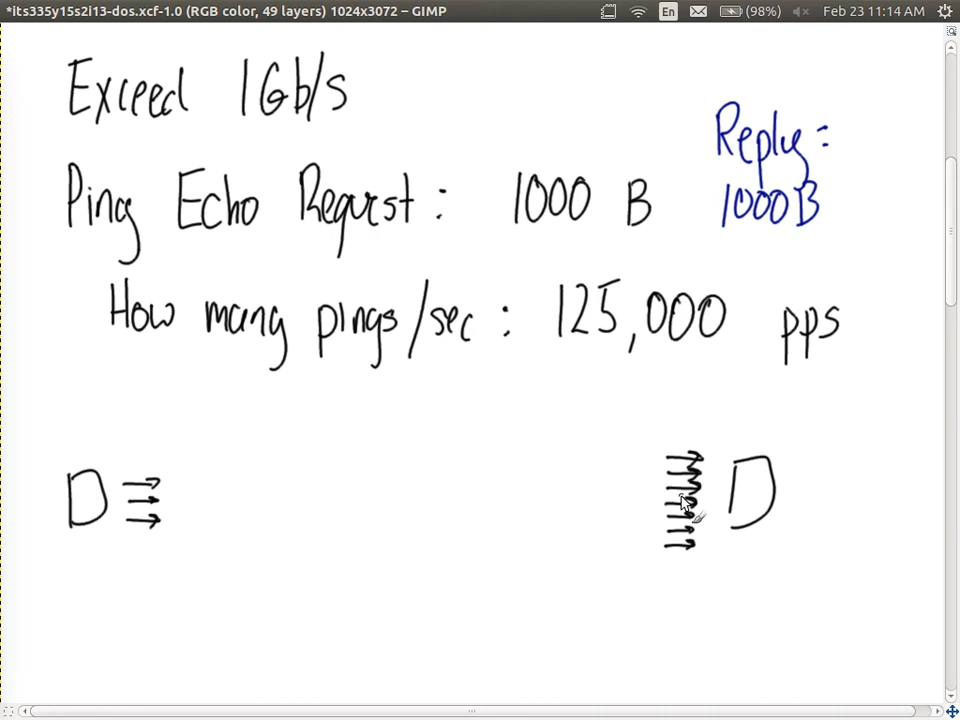 *its335y15s2i13-dos.xcf-1.0 (RGB color, 49 layers) 1024x3072 – GIMP
En
(98%)
Feb 23 11:14 AM
Exceed 1Gb/s
Ping Echo Request: 1000 B
Reply:
1000B
How many pings/sec: 125,000 pps
D
D